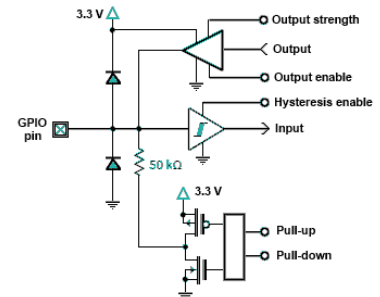 3.3 V
Output strength
Output
Output enable
Hysteresis enable
GPIO
pin
Input
50 kΩ
3.3 V
Pull-up
Pull-down